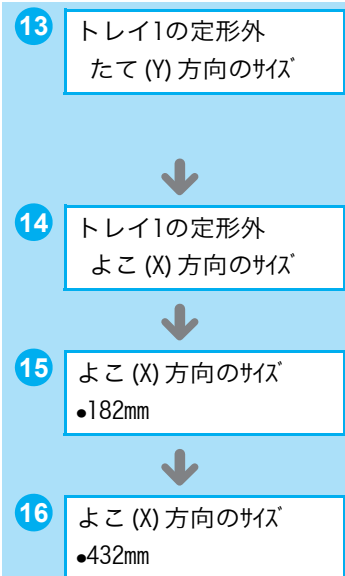 13
トレイ1の定形外
たて(Y)方向のｻｲｽﾞ
14
トレイ1の定形外
よこ(X)方向のｻｲｽﾞ
15
よこ(X)方向のｻｲｽﾞ
●182mm
16
よこ(X)方向のｻｲｽﾞ
●432mm